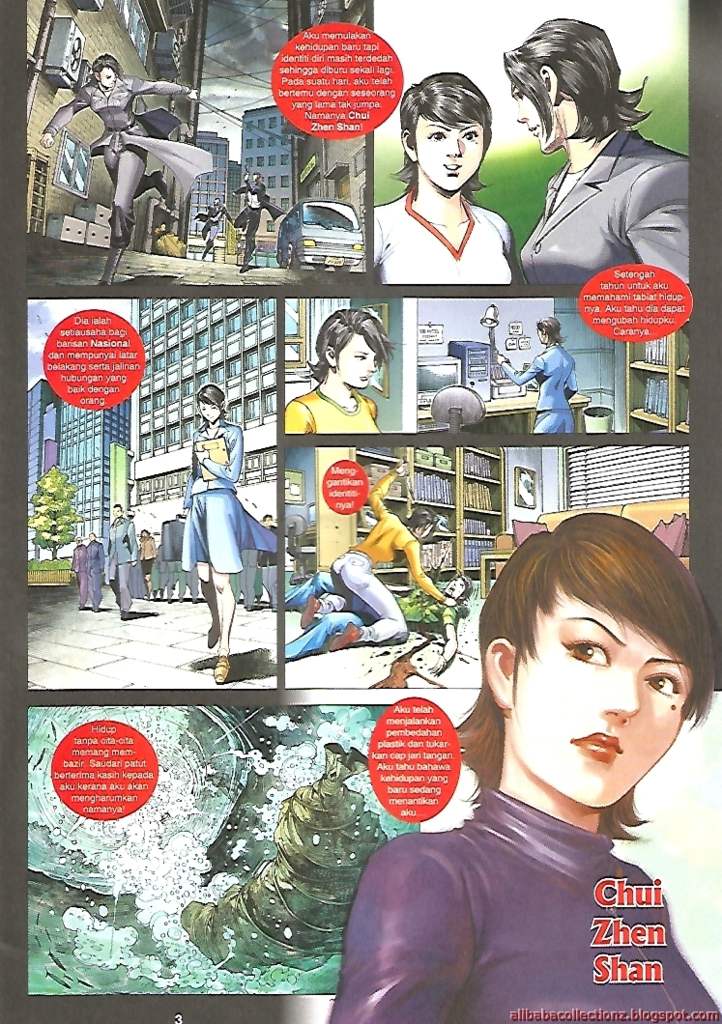 Aku memulakan
kehidupan baru tapi
identiti diri masih terdedah
sehingga diburu sekali lagi.
Pada suatu hari, aku telah
bertemu dengan seseorang
yang lama tak jumpa.
Namanya Chui
Zhen Shan!
Setengah
tahun untuk aku
memahami tabiat hidup-
nya. Aku tahu dia dapat
mengubah hidupku.
Caranya..
Dia ialah
setiausaha bagi
barisan Nasional
dan mempunyai latar
belakang serta jalinan
hubungan yang
baik dengan
orang.
Meng-
gantikan
identiti-
nya!
Hidup
tanpa cita-cita
memang mem-
bazir. Saudari patut
berterima kasih kepada
aku kerana aku akan
mengharumkan
namanya!
Aku telah
menjalankan
pembedahan
plastik dan tukar-
kan cap jari tangan.
Aku tahu bahawa
kehidupan yang
baru sedang
menantikan
aku...
Chui
Zhen
Shan
3
alibabacollectionz.blogspot.com